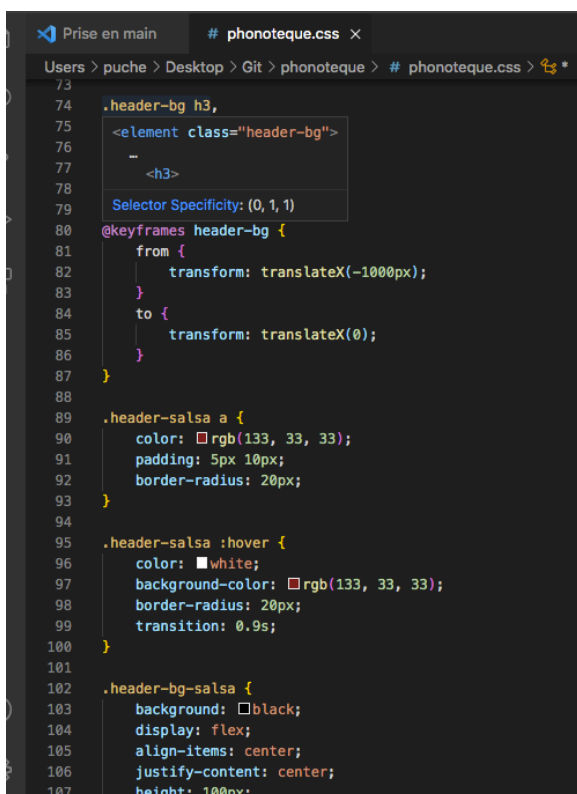 Prise en main # phonoteque.css ×
Users > puche > Desktop > Git > phonoteque > # phonoteque.css > *
73
74 .header-bg h3,
75 <element class="header-bg">
76 …
77 <h3>
78
79 Selector Specificity: (0, 1, 1)
80 @keyframes header-bg {
81 from {
82 transform: translateX(-1000px);
83 }
84 to {
85 transform: translateX(0);
86 }
87 }
88
89 .header-salsa a {
90 color: rgb(133, 33, 33);
91 padding: 5px 10px;
92 border-radius: 20px;
93 }
94
95 .header-salsa :hover {
96 color: white;
97 background-color: rgb(133, 33, 33);
98 border-radius: 20px;
99 transition: 0.9s;
100 }
101
102 .header-bg-salsa {
103 background: black;
104 display: flex;
105 align-items: center;
106 justify-content: center;
107 height: 100px;